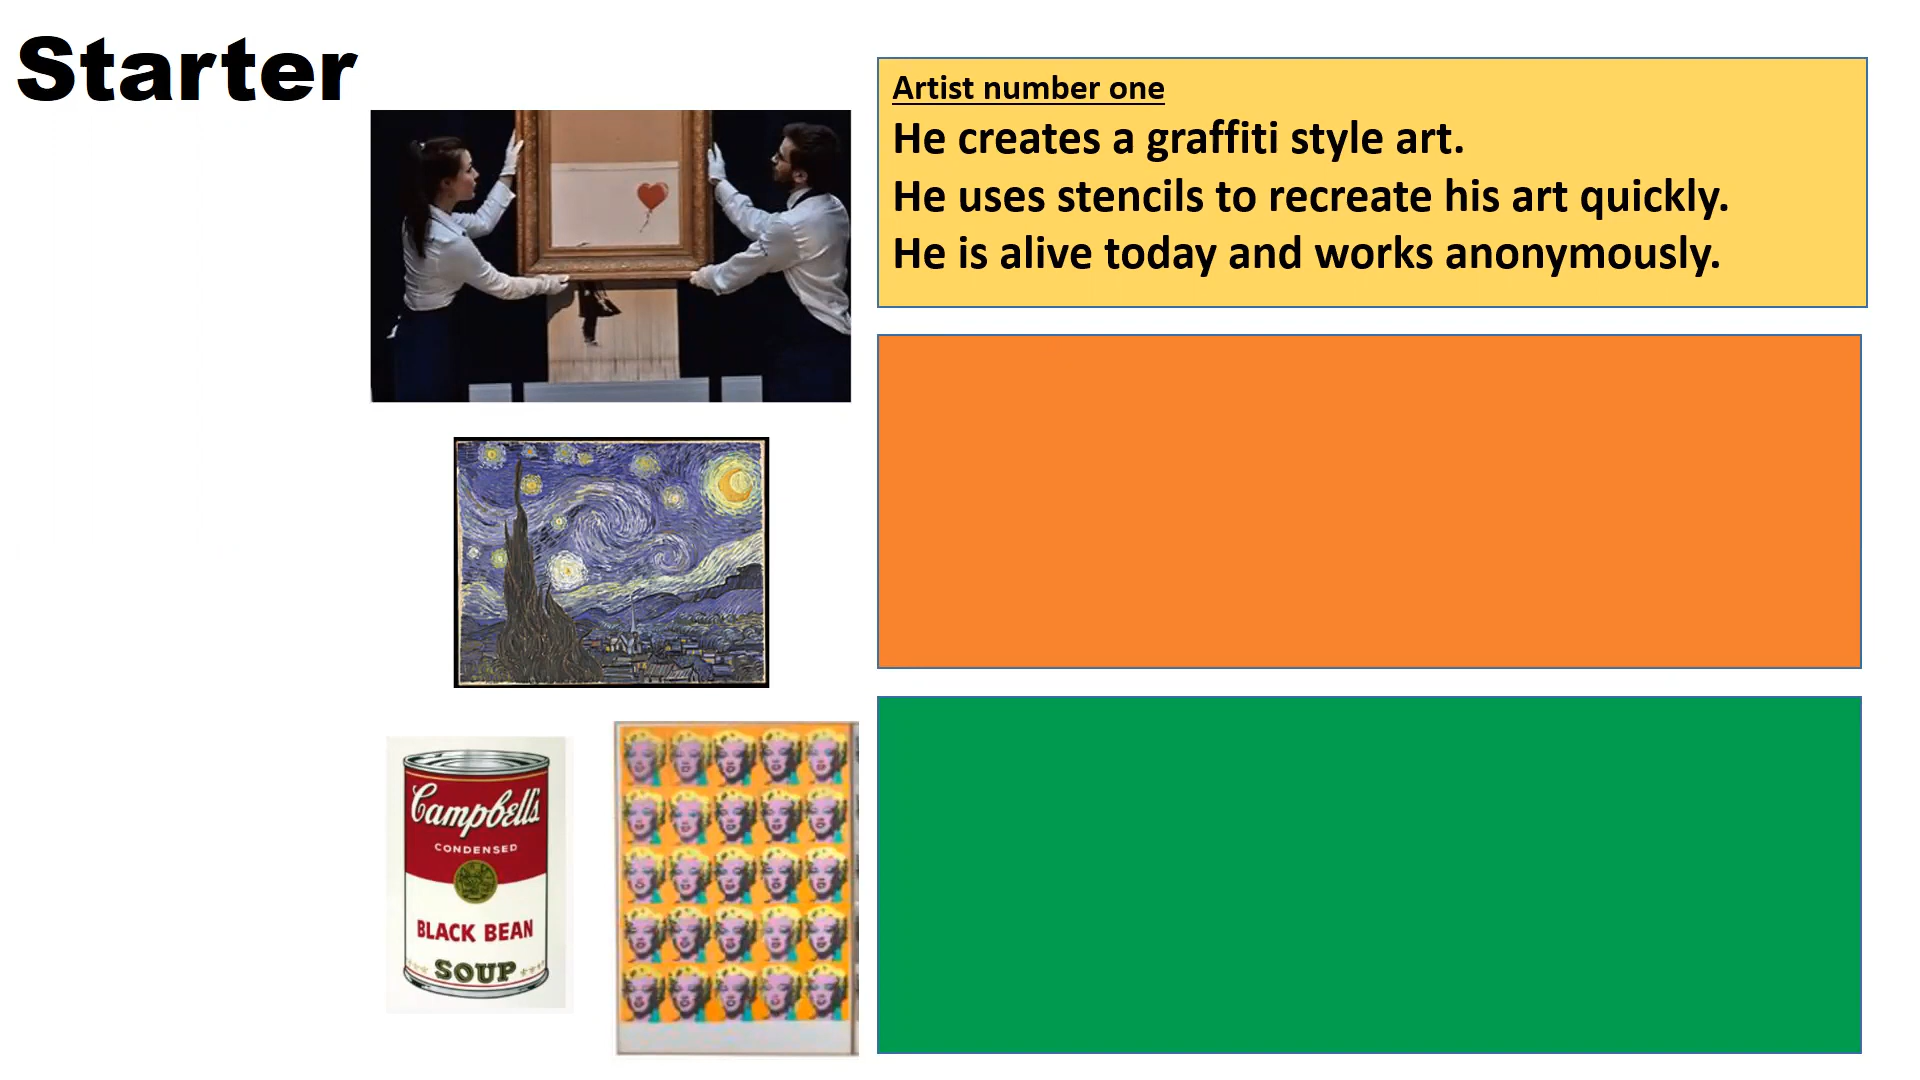 Starter
Artist number one
He creates a graffiti style art.
He uses stencils to recreate his art quickly.
He is alive today and works anonymously.
Campbell's
CONDENSED
BLACK BEAN
SOUP